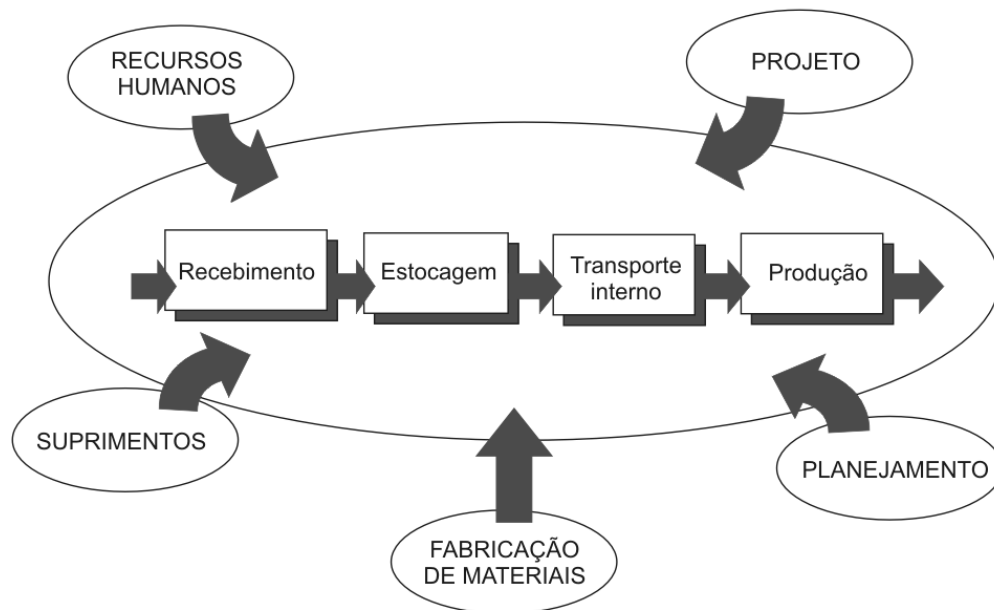 RECURSOS
HUMANOS
PROJETO
Recebimento
Estocagem
Transporte
interno
Produção
SUPRIMENTOS
PLANEJAMENTO
FABRICAÇÃO
DE MATERIAIS